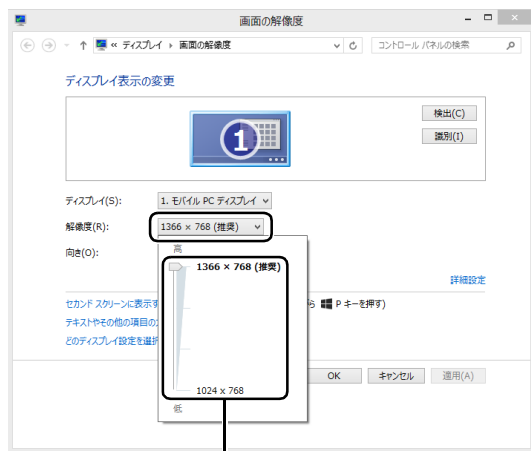 画面の解像度
« ディスプレイ › 画面の解像度
コントロール パネルの検索
ディスプレイ表示の変更
1
検出(C)
識別(I)
ディスプレイ(S):
1. モバイル PC ディスプレイ
解像度(R):
1366 × 768 (推奨)
向き(O):
高
1366 × 768 (推奨)
1024 x 768
低
詳細設定
セカンド スクリーンに表示す
P キーを押す)
テキストやその他の項目の
どのディスプレイ設定を選択
OK
キャンセル
適用(A)